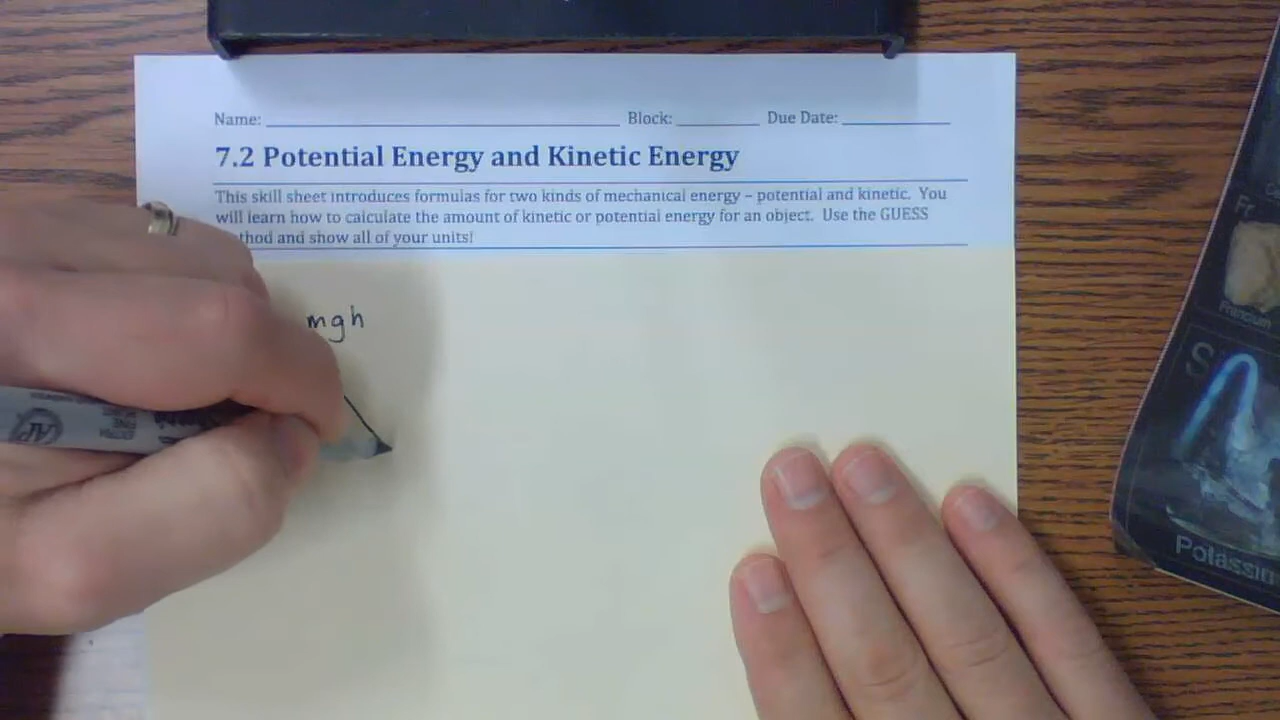 Name: Block: Due Date:
7.2 Potential Energy and Kinetic Energy
This skill sheet introduces formulas for two kinds of mechanical energy – potential and kinetic. You
will learn how to calculate the amount of kinetic or potential energy for an object. Use the GUESS
thod and show all of your units!
mgh
Fr
Francium
S
Potassiu
AP